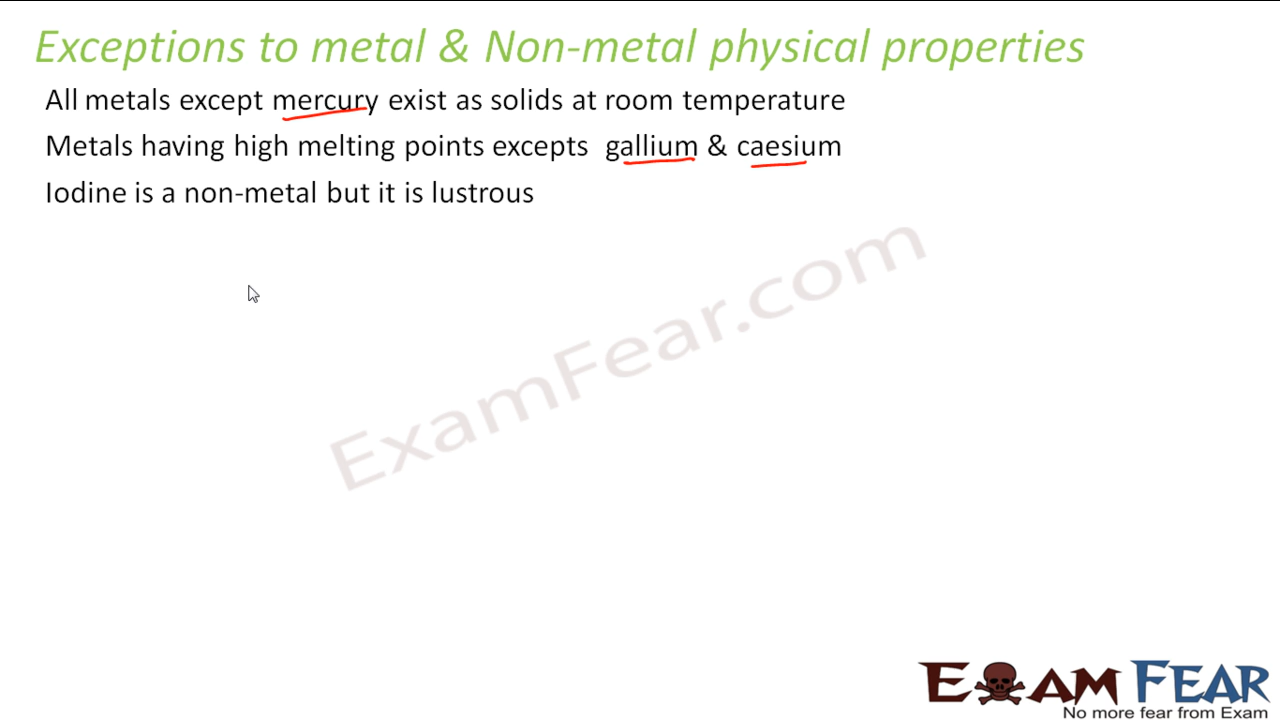 Exceptions to metal & Non-metal physical properties
All metals except mercury exist as solids at room temperature
Metals having high melting points excepts gallium & caesium
Iodine is a non-metal but it is lustrous
ExamFear.com
EXAM FEAR
No more fear from Exam